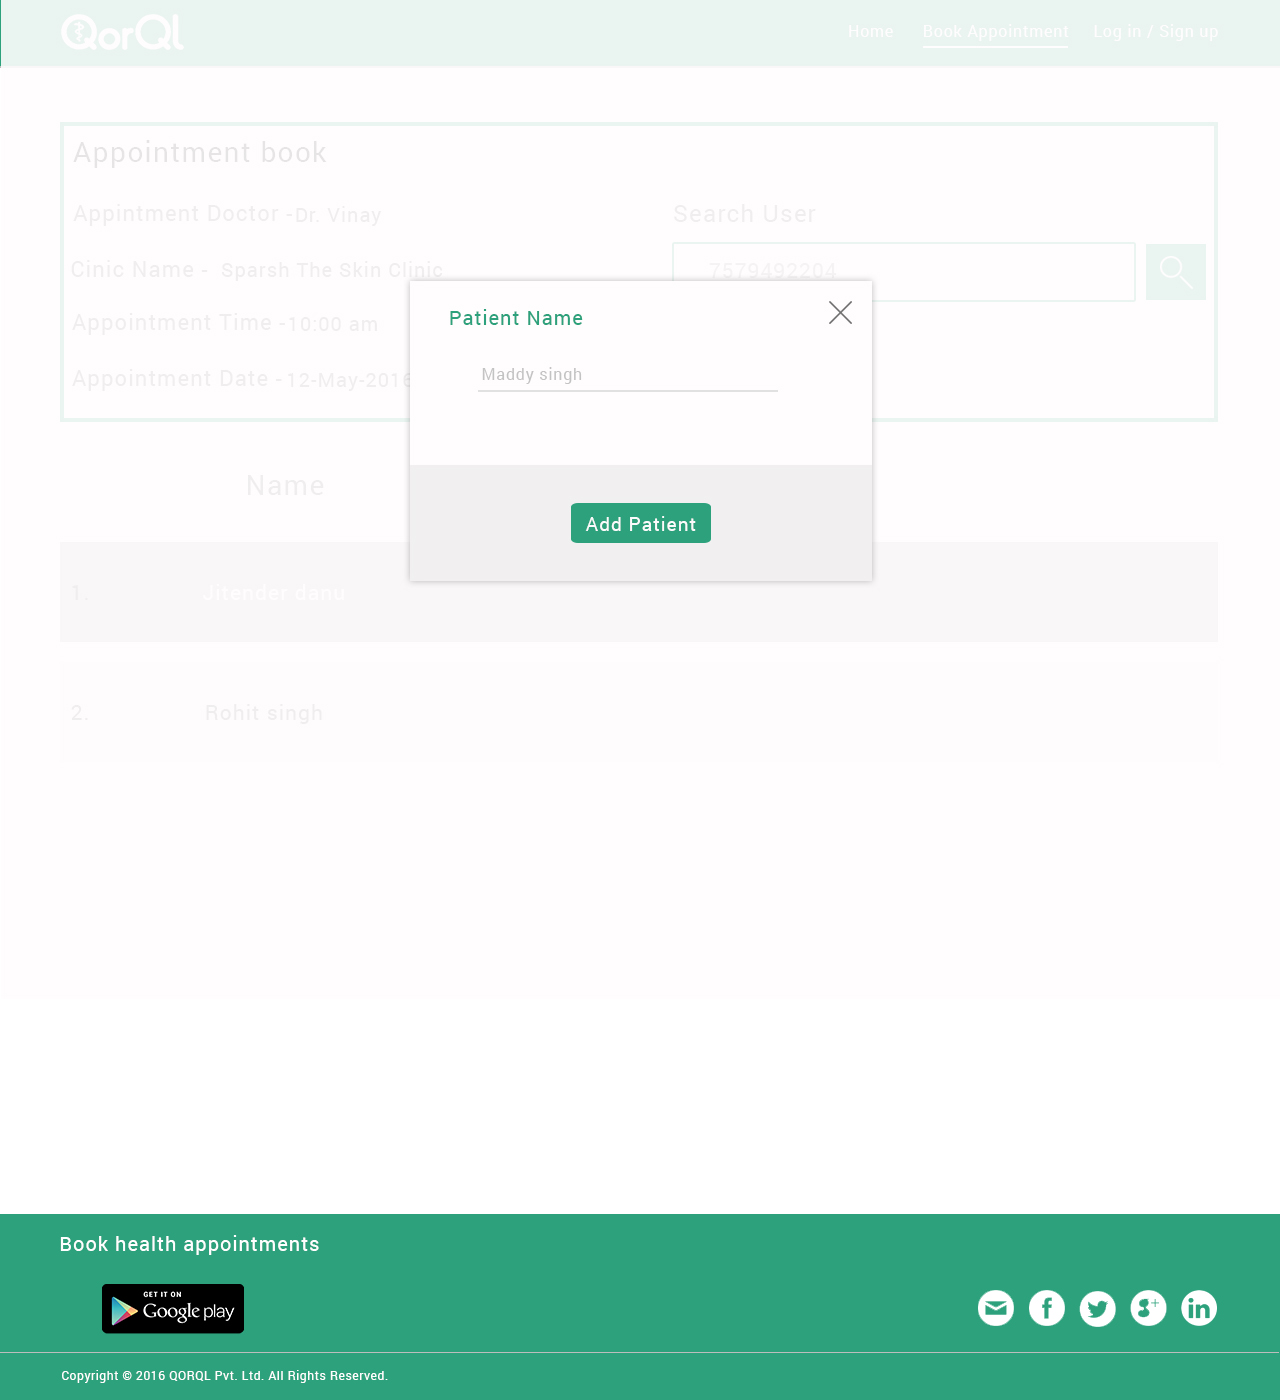 QorQl
Home Book Appointment Log in / Sign up
Appointment book
Appintment Doctor -Dr. Vinay
Search User
Cinic Name - Sparsh The Skin Clinic
7579492204
Appointment Time -10:00 am
Appointment Date -12-May-2016
Patient Name
Maddy singh
Add Patient
Name
1. Jitender danu
2. Rohit singh
Book health appointments
GET IT ON
Google play
Copyright © 2016 QORQL Pvt. Ltd. All Rights Reserved.